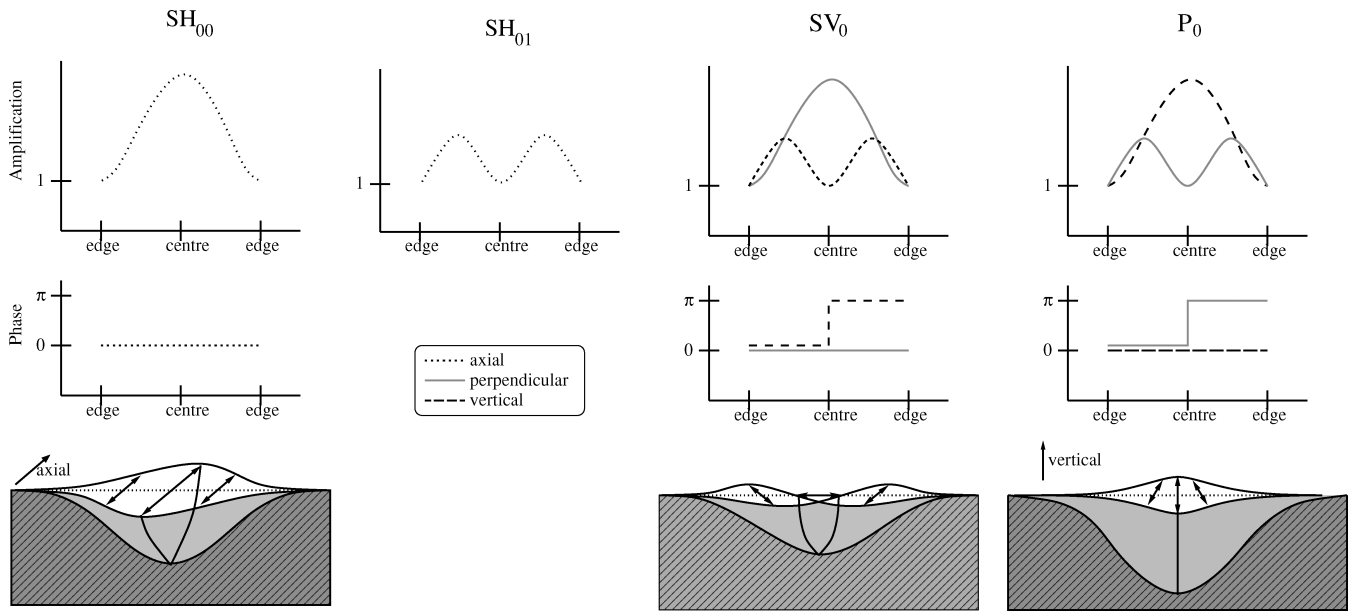 SH00
SH01
SV0
P0
Amplification
1
edge centre edge
1
edge centre edge
1
edge centre edge
1
edge centre edge
Phase
π
0
edge centre edge
axial
perpendicular
vertical
π
0
edge centre edge
π
0
edge centre edge
axial
vertical